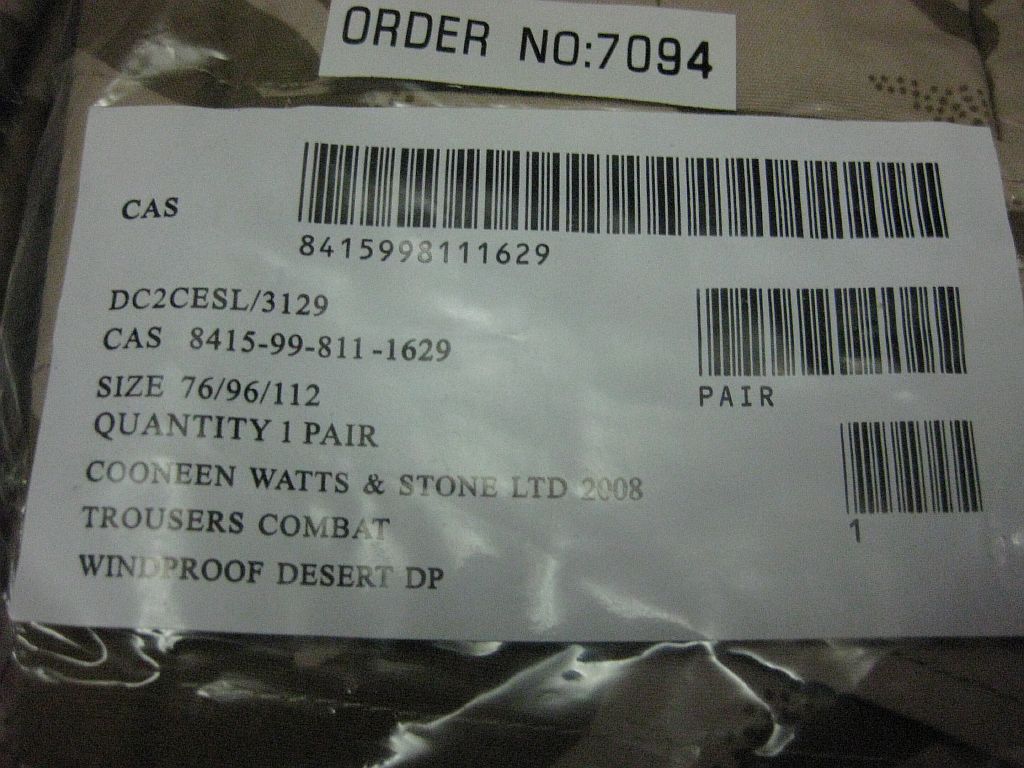 ORDER NO:7094
CAS
8415998111629
DC2CESL/3129
CAS 8415-99-811-1629
SIZE 76/96/112
PAIR
QUANTITY 1 PAIR
COONEEN WATTS & STONE LTD 2008
1
TROUSERS COMBAT
WINDPROOF DESERT DP